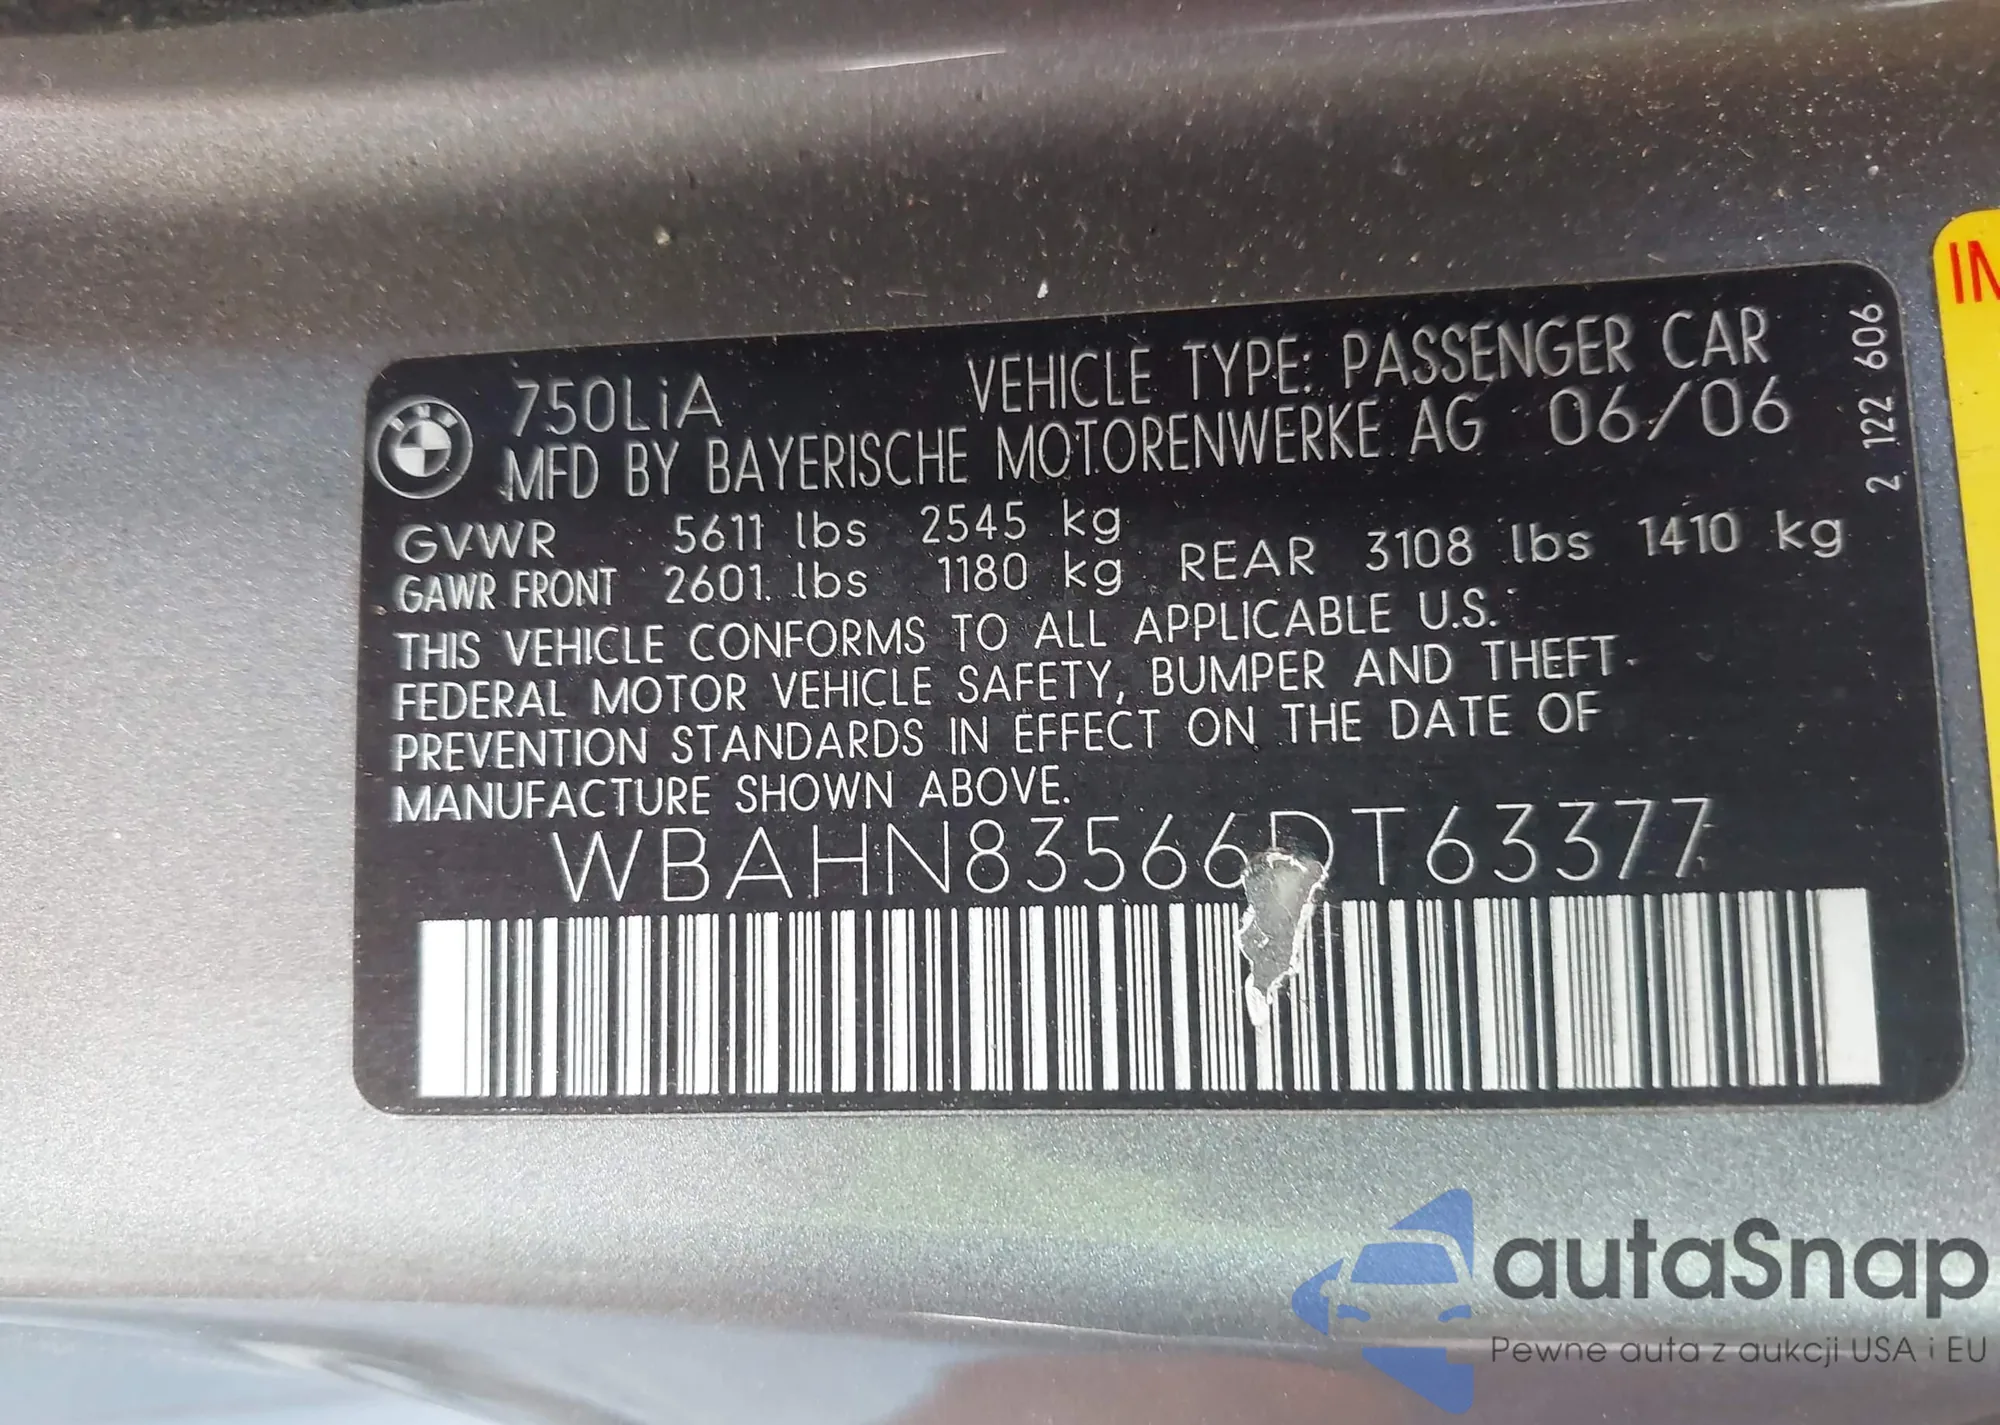 750LiA VEHICLE TYPE: PASSENGER CAR
MFD BY BAYERISCHE MOTORENWERKE AG 06/06
GVWR 5611 lbs 2545 kg
GAWR FRONT 2601 lbs 1180 kg REAR 3108 lbs 1410 kg
THIS VEHICLE CONFORMS TO ALL APPLICABLE U.S.
FEDERAL MOTOR VEHICLE SAFETY, BUMPER AND THEFT
PREVENTION STANDARDS IN EFFECT ON THE DATE OF
MANUFACTURE SHOWN ABOVE.
WBAHN83566DT63377
2 122 606
BMW
autaSnap
Pewne auta z aukcji USA i EU